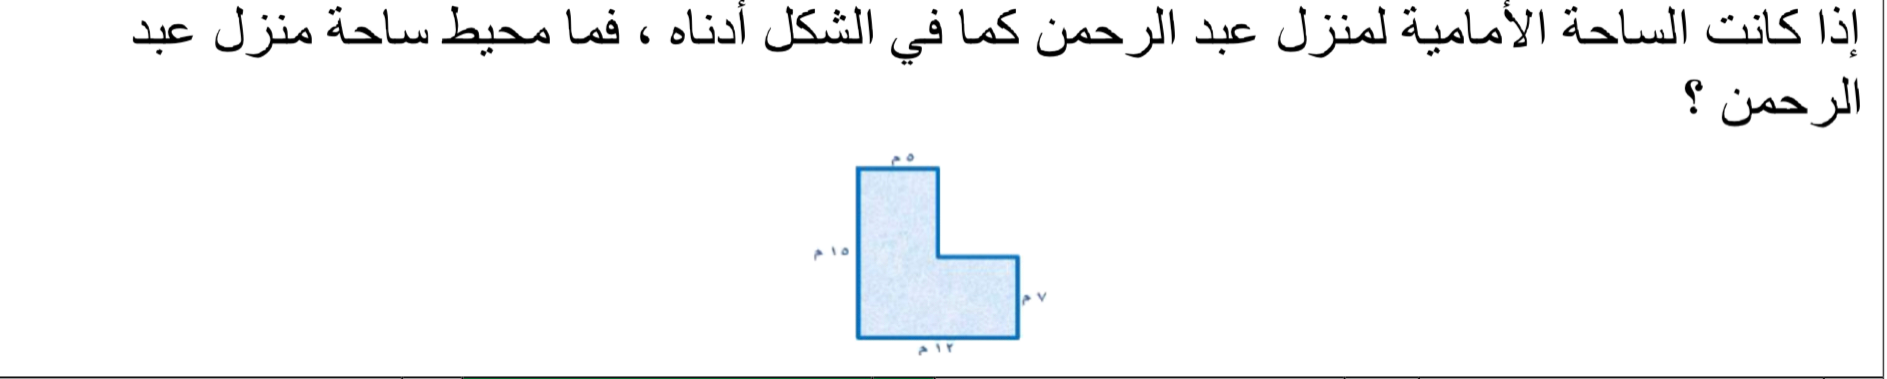 إذا كانت الساحة الأمامية لمنزل عبد الرحمن كما في الشكل أدناه ، فما محيط ساحة منزل عبد
الرحمن ؟
٥ م
١٥ م
٧ م
١٢ م